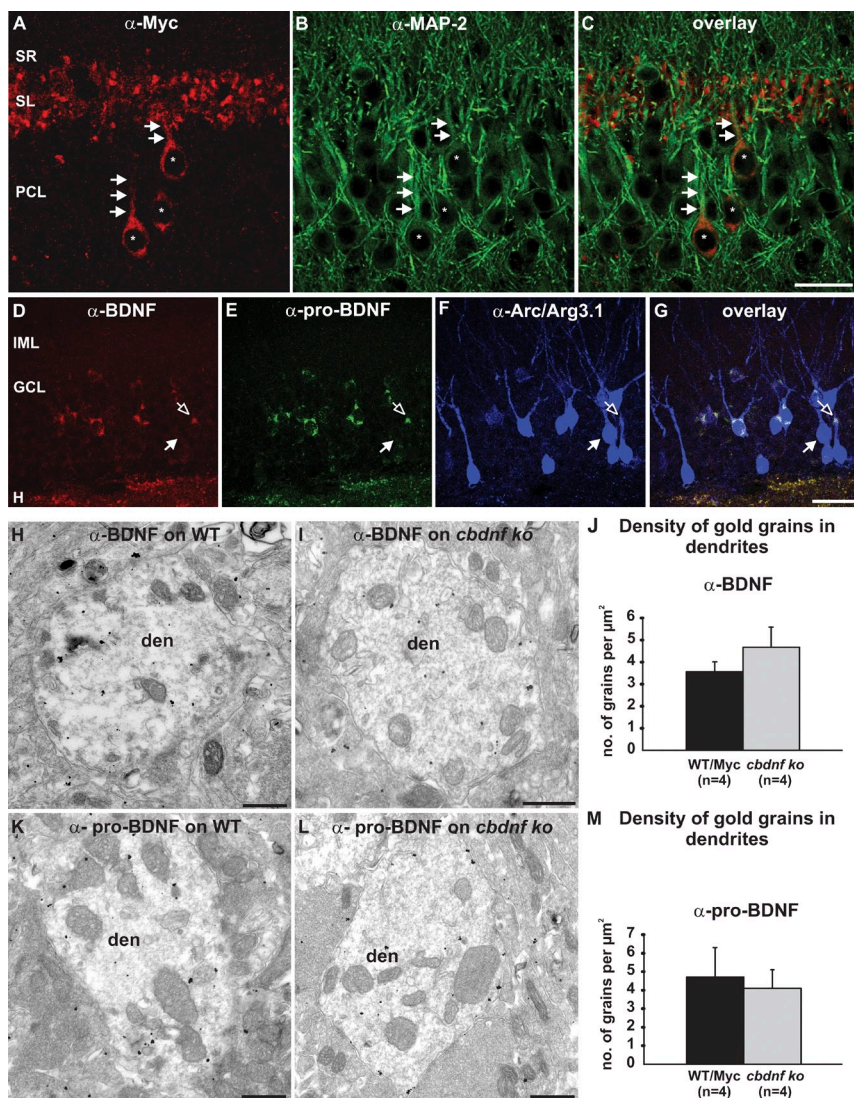 A
α-Myc
B
α-MAP-2
C
overlay
SR
SL
PCL
*
*
*
*
*
*
*
*
*
D
α-BDNF
E
α-pro-BDNF
F
α-Arc/Arg3.1
G
overlay
IML
GCL
H
H
α-BDNF on WT
den
I
α-BDNF on cbdnf ko
den
J
Density of gold grains in
dendrites
α-BDNF
no. of grains per µm²
6
5
4
3
2
1
0
WT/Myc
(n=4)
cbdnf ko
(n=4)
K
α- pro-BDNF on WT
den
L
α- pro-BDNF on cbdnf ko
den
M
Density of gold grains in
dendrites
α-pro-BDNF
no. of grains per µm²
7
6
5
4
3
2
1
0
WT/Myc
(n=4)
cbdnf ko
(n=4)